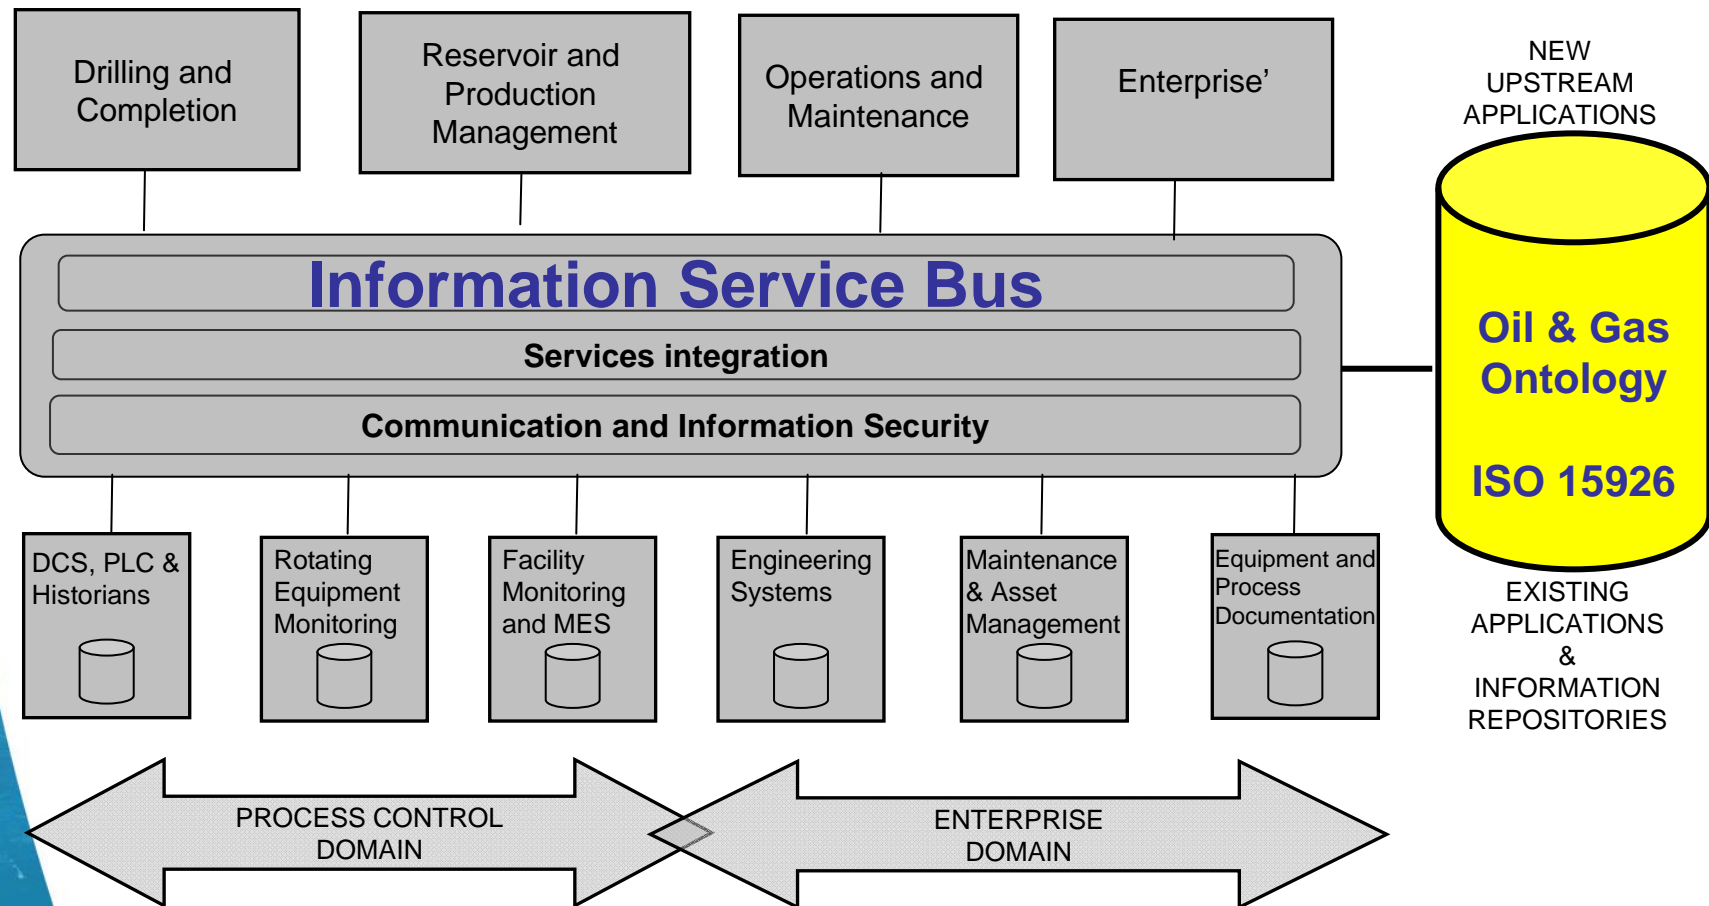 Drilling and
Completion
Reservoir and
Production
Management
Operations and
Maintenance
Enterprise’
NEW
UPSTREAM
APPLICATIONS
Information Service Bus
Services integration
Communication and Information Security
Oil & Gas
Ontology
ISO 15926
DCS, PLC &
Historians
Rotating
Equipment
Monitoring
Facility
Monitoring
and MES
Engineering
Systems
Maintenance
& Asset
Management
Equipment and
Process
Documentation
EXISTING
APPLICATIONS
&
INFORMATION
REPOSITORIES
PROCESS CONTROL
DOMAIN
ENTERPRISE
DOMAIN